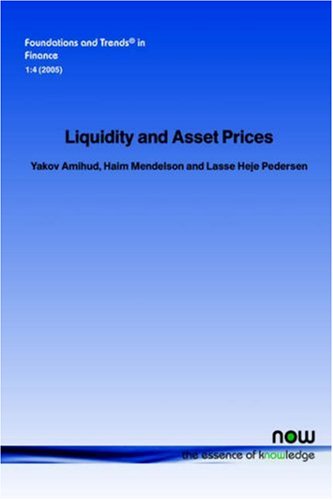 Foundations and Trends® in
Finance
1:4 (2005)
Liquidity and Asset Prices
Yakov Amihud, Haim Mendelson and Lasse Heje Pedersen
now
the essence of knowledge